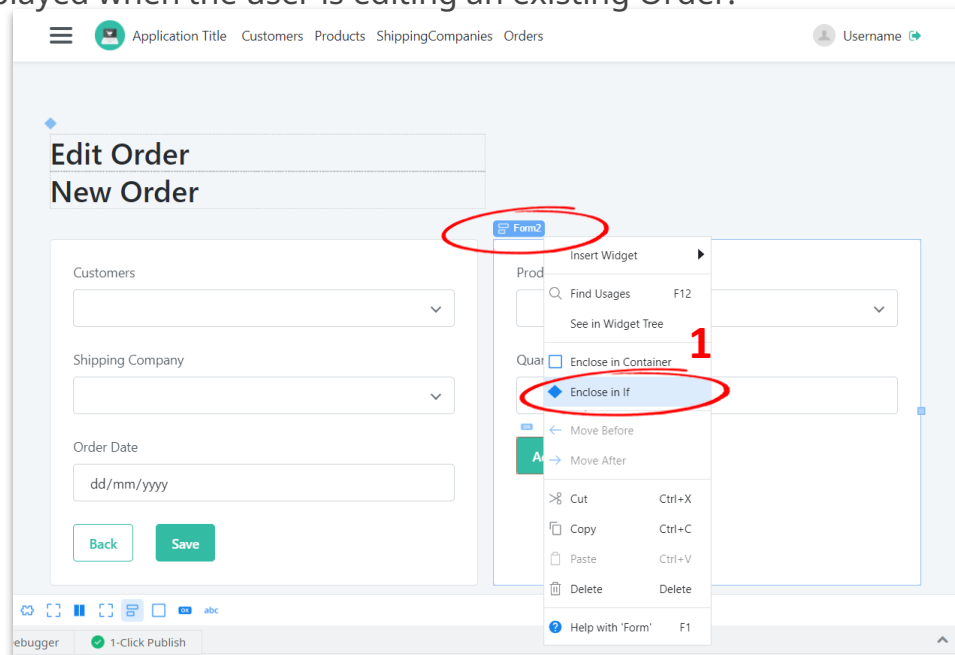 played when the user is editing an existing Order.
Application Title Customers Products ShippingCompanies Orders Username
Edit Order
New Order
Form2
Insert Widget
Customers
Find Usages F12
See in Widget Tree
1
Shipping Company
Enclose in Container
Enclose in If
Move Before
Order Date
Move After
dd/mm/yyyy
Cut Ctrl+X
Copy Ctrl+C
Back Save
Paste Ctrl+V
Delete Delete
OK abc
Help with 'Form' F1
1-Click Publish